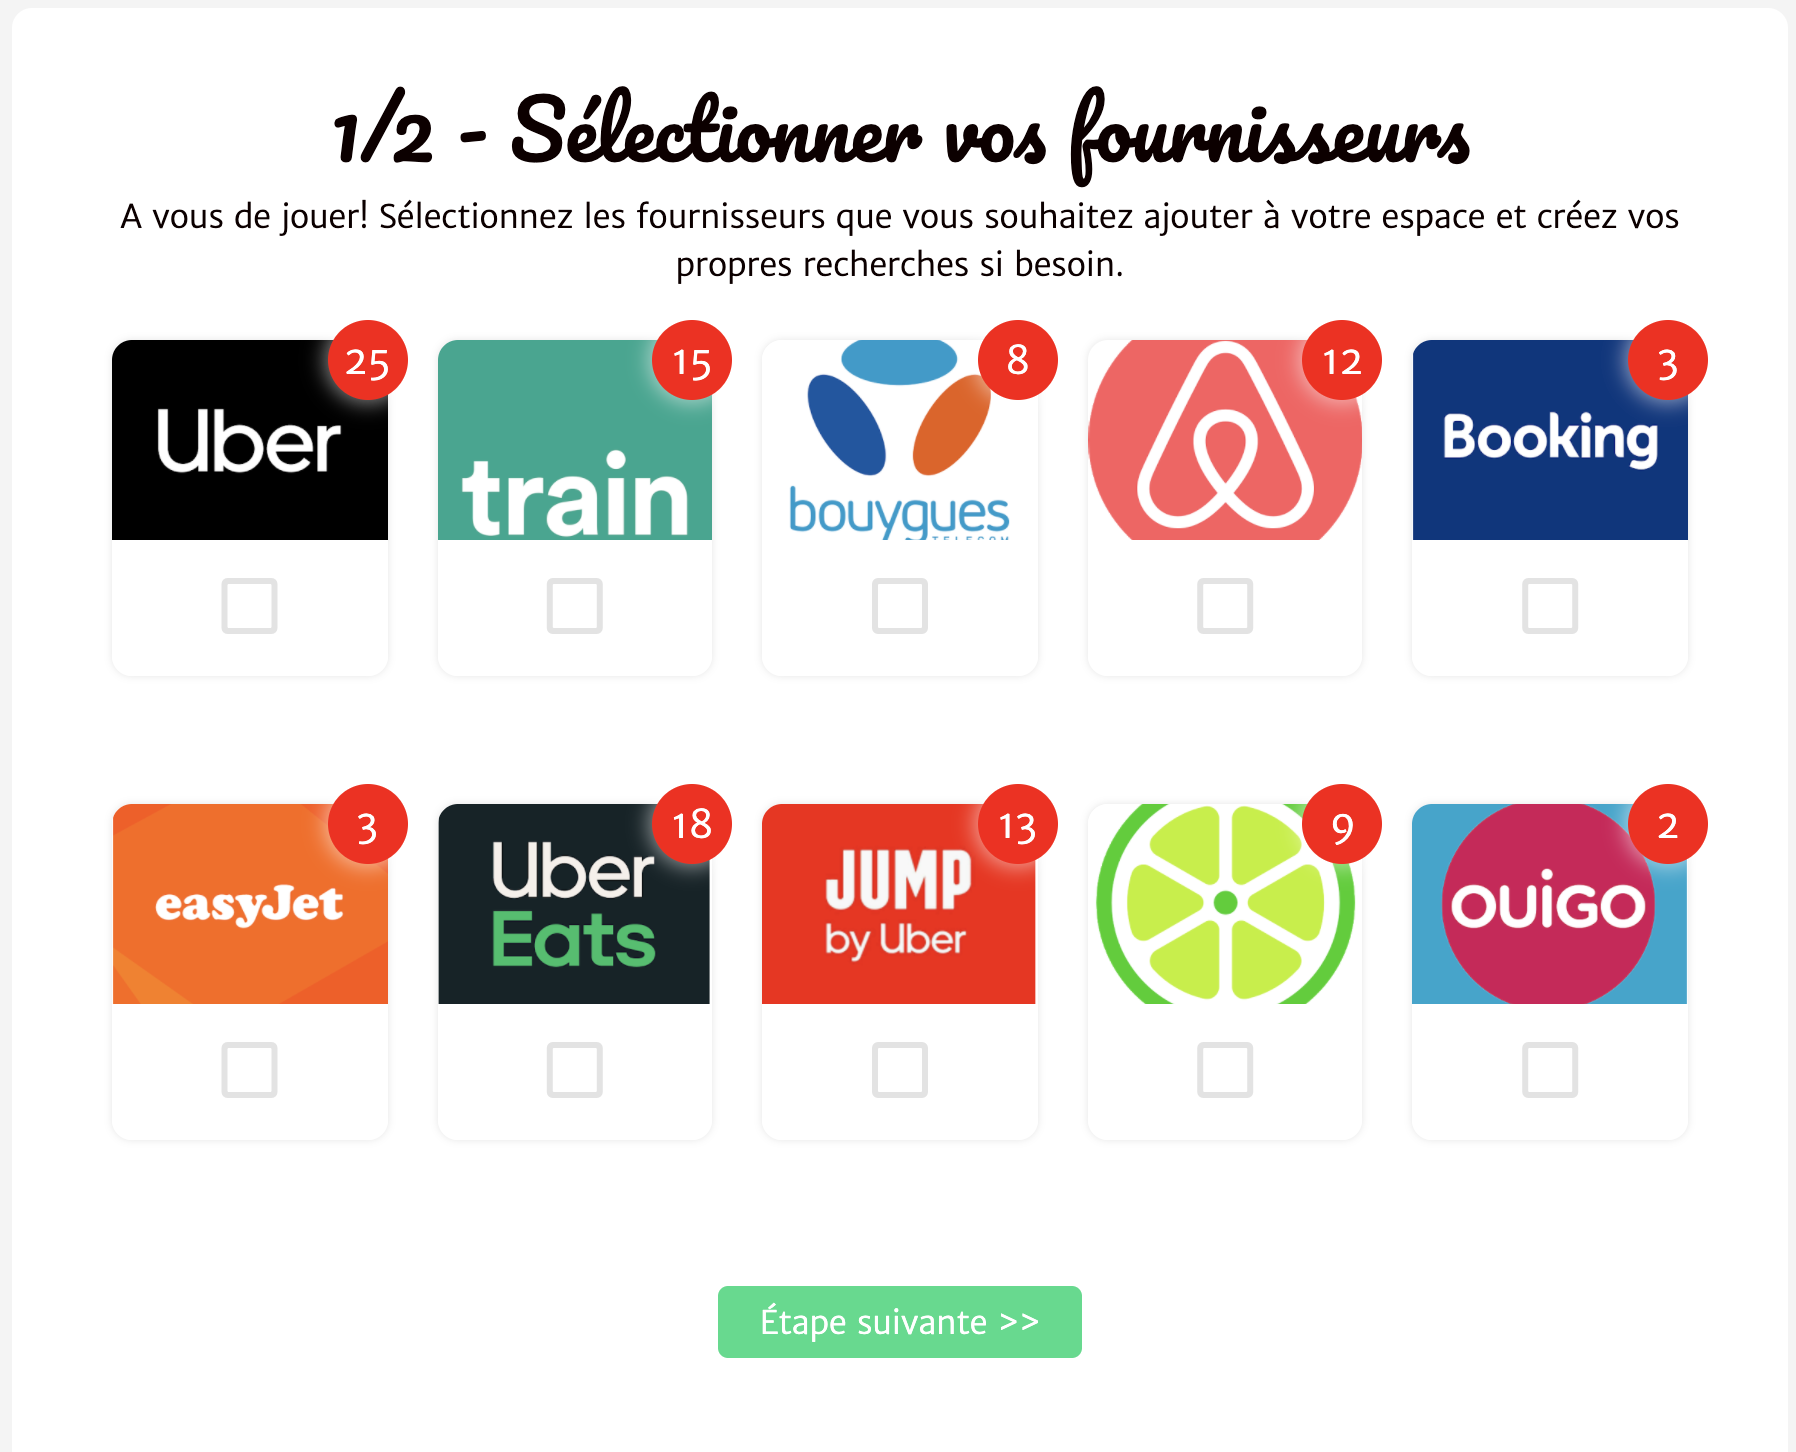 1/2 - Sélectionner vos fournisseurs
A vous de jouer! Sélectionnez les fournisseurs que vous souhaitez ajouter à votre espace et créez vos
propres recherches si besoin.
25
15
8
12
3
Uber
train
bouygues
TELECOM
Booking
3
18
13
9
2
easyJet
Uber
Eats
JUMP
by Uber
OUIGO
Étape suivante >>